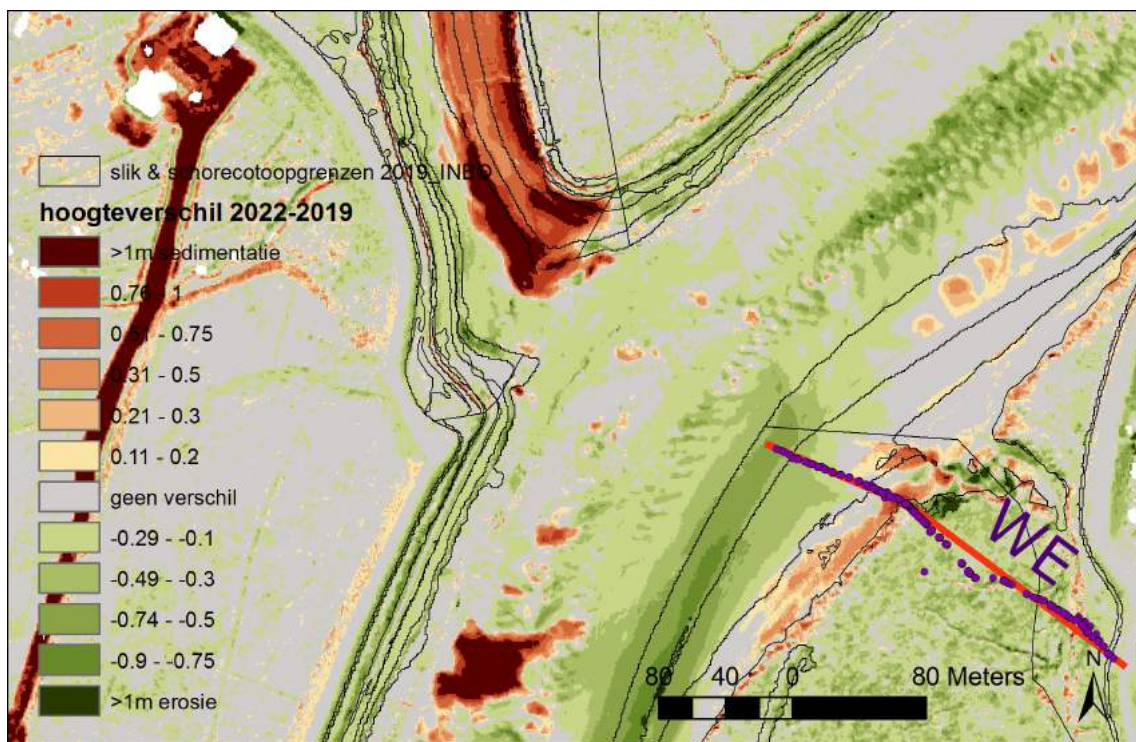 slik & schorecotoopgrenzen 2019_INBO
hoogteverschil 2022-2019
>1m sedimentatie
0.76 - 1
0.51 - 0.75
0.31 - 0.5
0.21 - 0.3
0.11 - 0.2
geen verschil
-0.29 - -0.1
-0.49 - -0.3
-0.74 - -0.5
-0.9 - -0.75
>1m erosie
WE
80 40 0 80 Meters
N